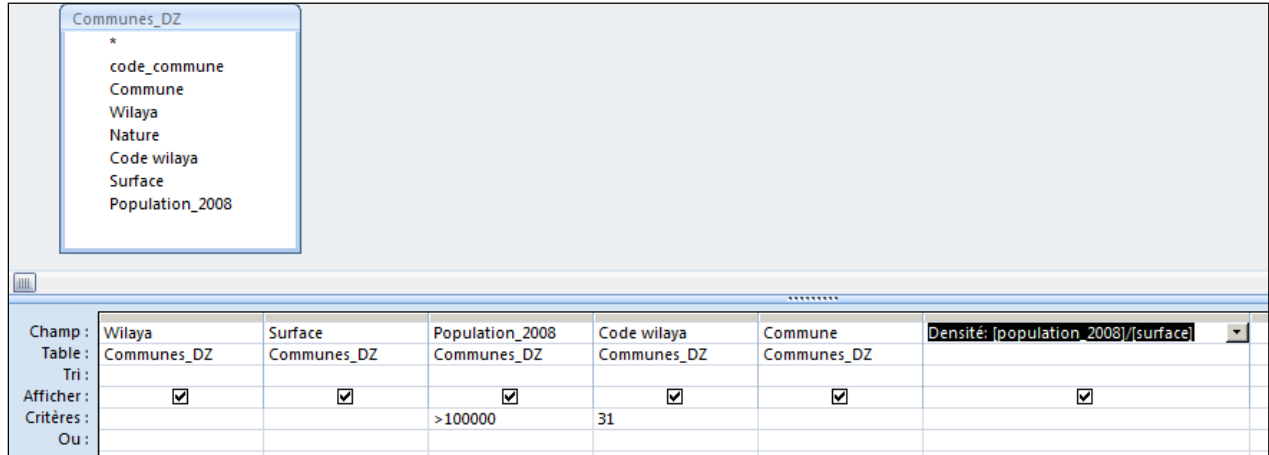 Communes_DZ
*
code_commune
Commune
Wilaya
Nature
Code wilaya
Surface
Population_2008
Champ : Wilaya Surface Population_2008 Code wilaya Commune Densité: [population_2008]/[surface]
Table : Communes_DZ Communes_DZ Communes_DZ Communes_DZ Communes_DZ
Tri :
Afficher :
Critères : >100000 31
Ou :